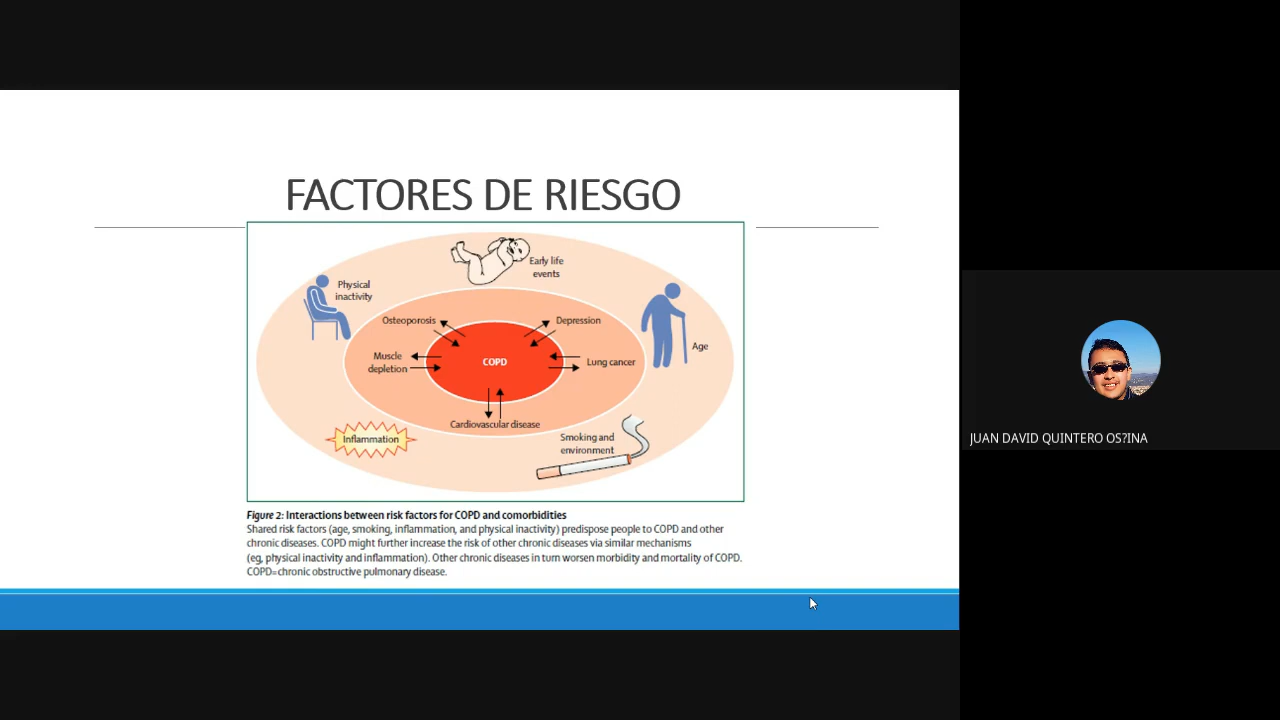 FACTORES DE RIESGO
Early life
events
Physical
inactivity
Osteoporosis
Depression
Age
Muscle
depletion
COPD
Lung cancer
Cardiovascular disease
Inflammation
Smoking and
environment
Figure 2: Interactions between risk factors for COPD and comorbidities
Shared risk factors (age, smoking, inflammation, and physical inactivity) predispose people to COPD and other
chronic diseases. COPD might further increase the risk of other chronic diseases via similar mechanisms
(eg, physical inactivity and inflammation). Other chronic diseases in turn worsen morbidity and mortality of COPD.
COPD=chronic obstructive pulmonary disease.
JUAN DAVID QUINTERO OS?INA